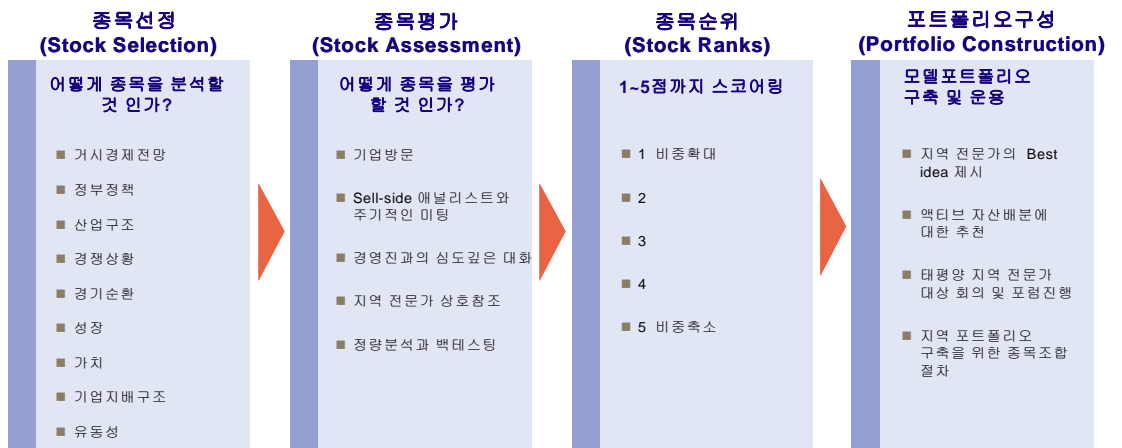 종목선정
(Stock Selection)
어떻게 종목을 분석할
것 인가?
■ 거시경제전망
■ 정부정책
■ 산업구조
■ 경쟁상황
■ 경기순환
■ 성장
■ 가치
■ 기업지배구조
■ 유동성
종목평가
(Stock Assessment)
어떻게 종목을 평가
할 것 인가?
■ 기업방문
■ Sell-side 애널리스트와
주기적인 미팅
■ 경영진과의 심도깊은 대화
■ 지역 전문가 상호참조
■ 정량분석과 백테스팅
종목순위
(Stock Ranks)
1~5점까지 스코어링
■ 1 비중확대
■ 2
■ 3
■ 4
■ 5 비중축소
포트폴리오구성
(Portfolio Construction)
모델포트폴리오
구축 및 운용
■ 지역 전문가의 Best
idea 제시
■ 액티브 자산배분에
대한 추천
■ 태평양 지역 전문가
대상 회의 및 포럼진행
■ 지역 포트폴리오
구축을 위한 종목조합
절차